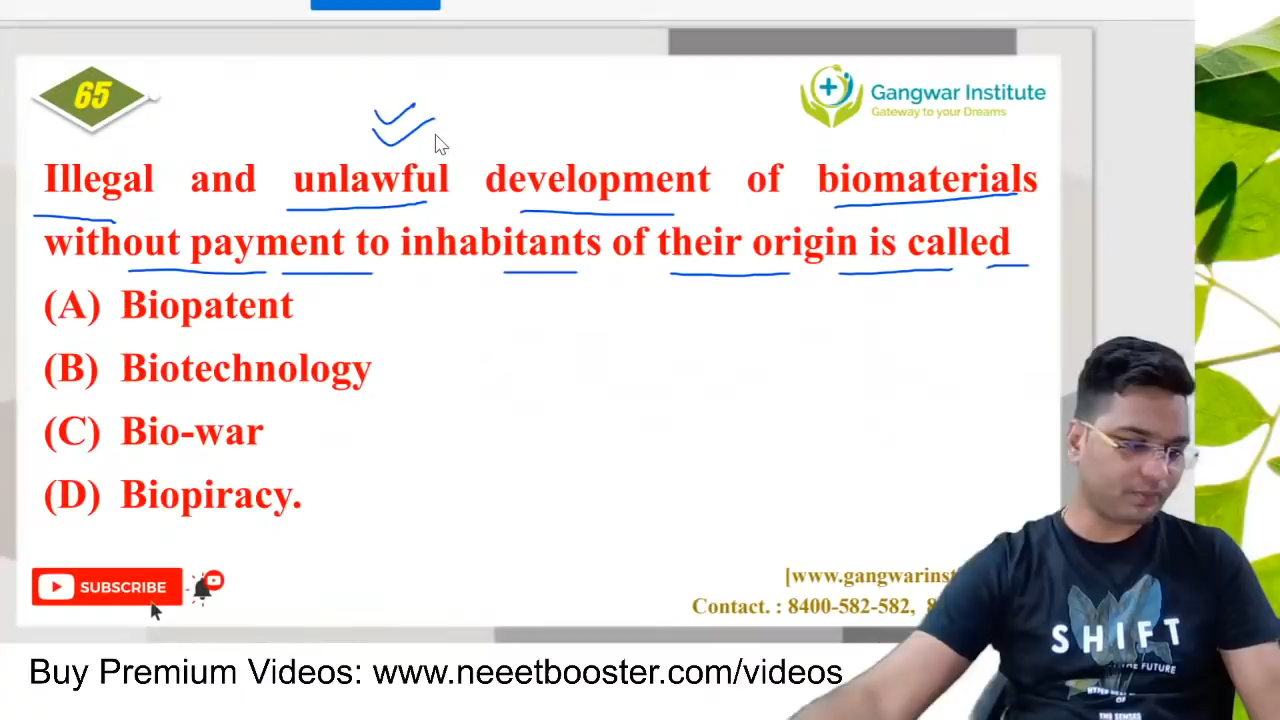 65
Gangwar Institute
Gateway to your Dreams
Illegal and unlawful development of biomaterials
without payment to inhabitants of their origin is called
(A) Biopatent
(B) Biotechnology
(C) Bio-war
(D) Biopiracy.
SUBSCRIBE
Contact. : 8400-582-582,
SHIFT
THE FUTURE
Buy Premium Videos: www.neeetbooster.com/videos